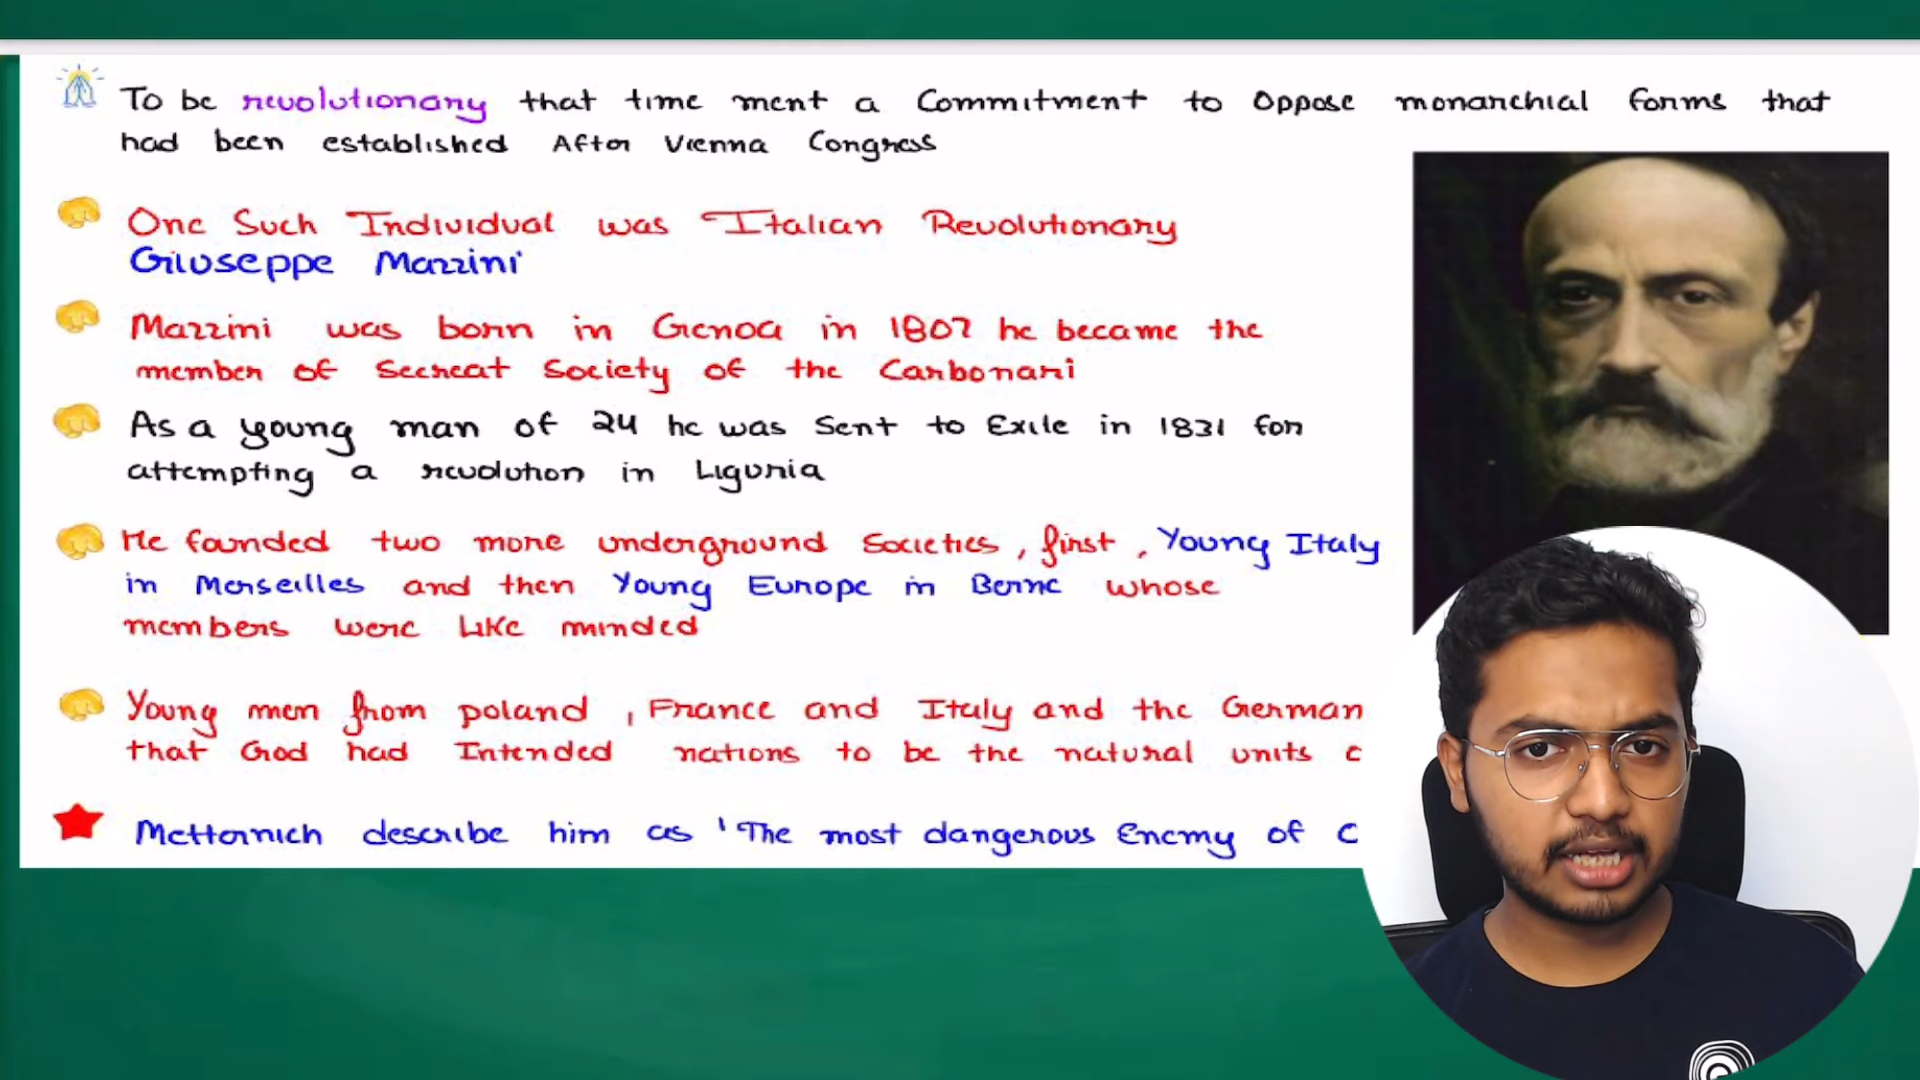 To be revolutionary that time ment a Commitment to Oppose monarchial forms that
had been established After Vienna Congress
One Such Individual was Italian Revolutionary
Giuseppe Mazzini
Mazzini was born in Genoa in 1807 he became the
member of Secreat Society of the Carbonari
As a young man of 24 he was Sent to Exile in 1831 for
attempting a revolution in Liguria
He founded two more underground Societies, first, Young Italy
in Merseilles and then Young Europe in Berne whose
members were like minded
Young men from poland, France and Italy and the German
that God had Intended nations to be the natural units
Metternich describe him as 'The most dangerous Enemy of